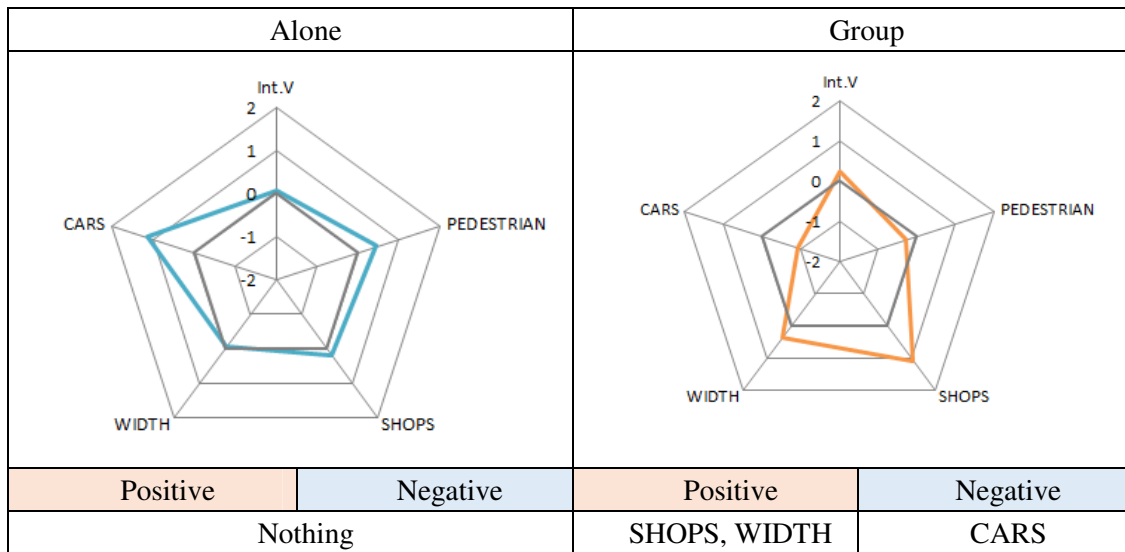 Alone
Group
Int.V
2
1
0
-1
-2
CARS
PEDESTRIAN
WIDTH
SHOPS
Int.V
2
1
0
-1
-2
CARS
PEDESTRIAN
WIDTH
SHOPS
Positive
Negative
Positive
Negative
Nothing
SHOPS, WIDTH
CARS